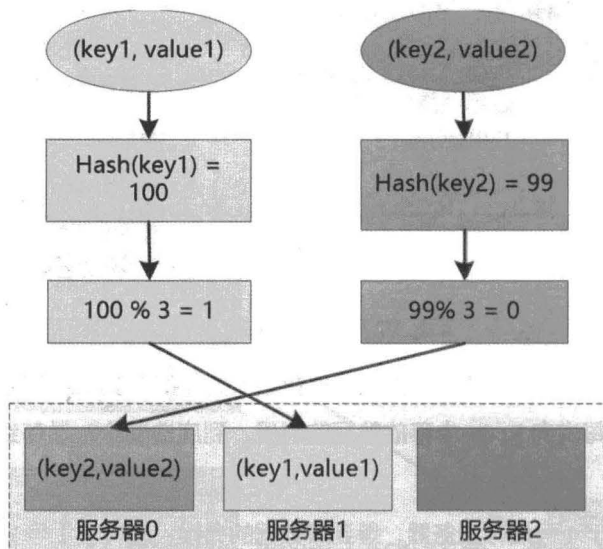 (key1, value1)
(key2, value2)
Hash(key1) =
100
Hash(key2) = 99
100 % 3 = 1
99% 3 = 0
(key2,value2)
(key1,value1)
服务器0
服务器1
服务器2